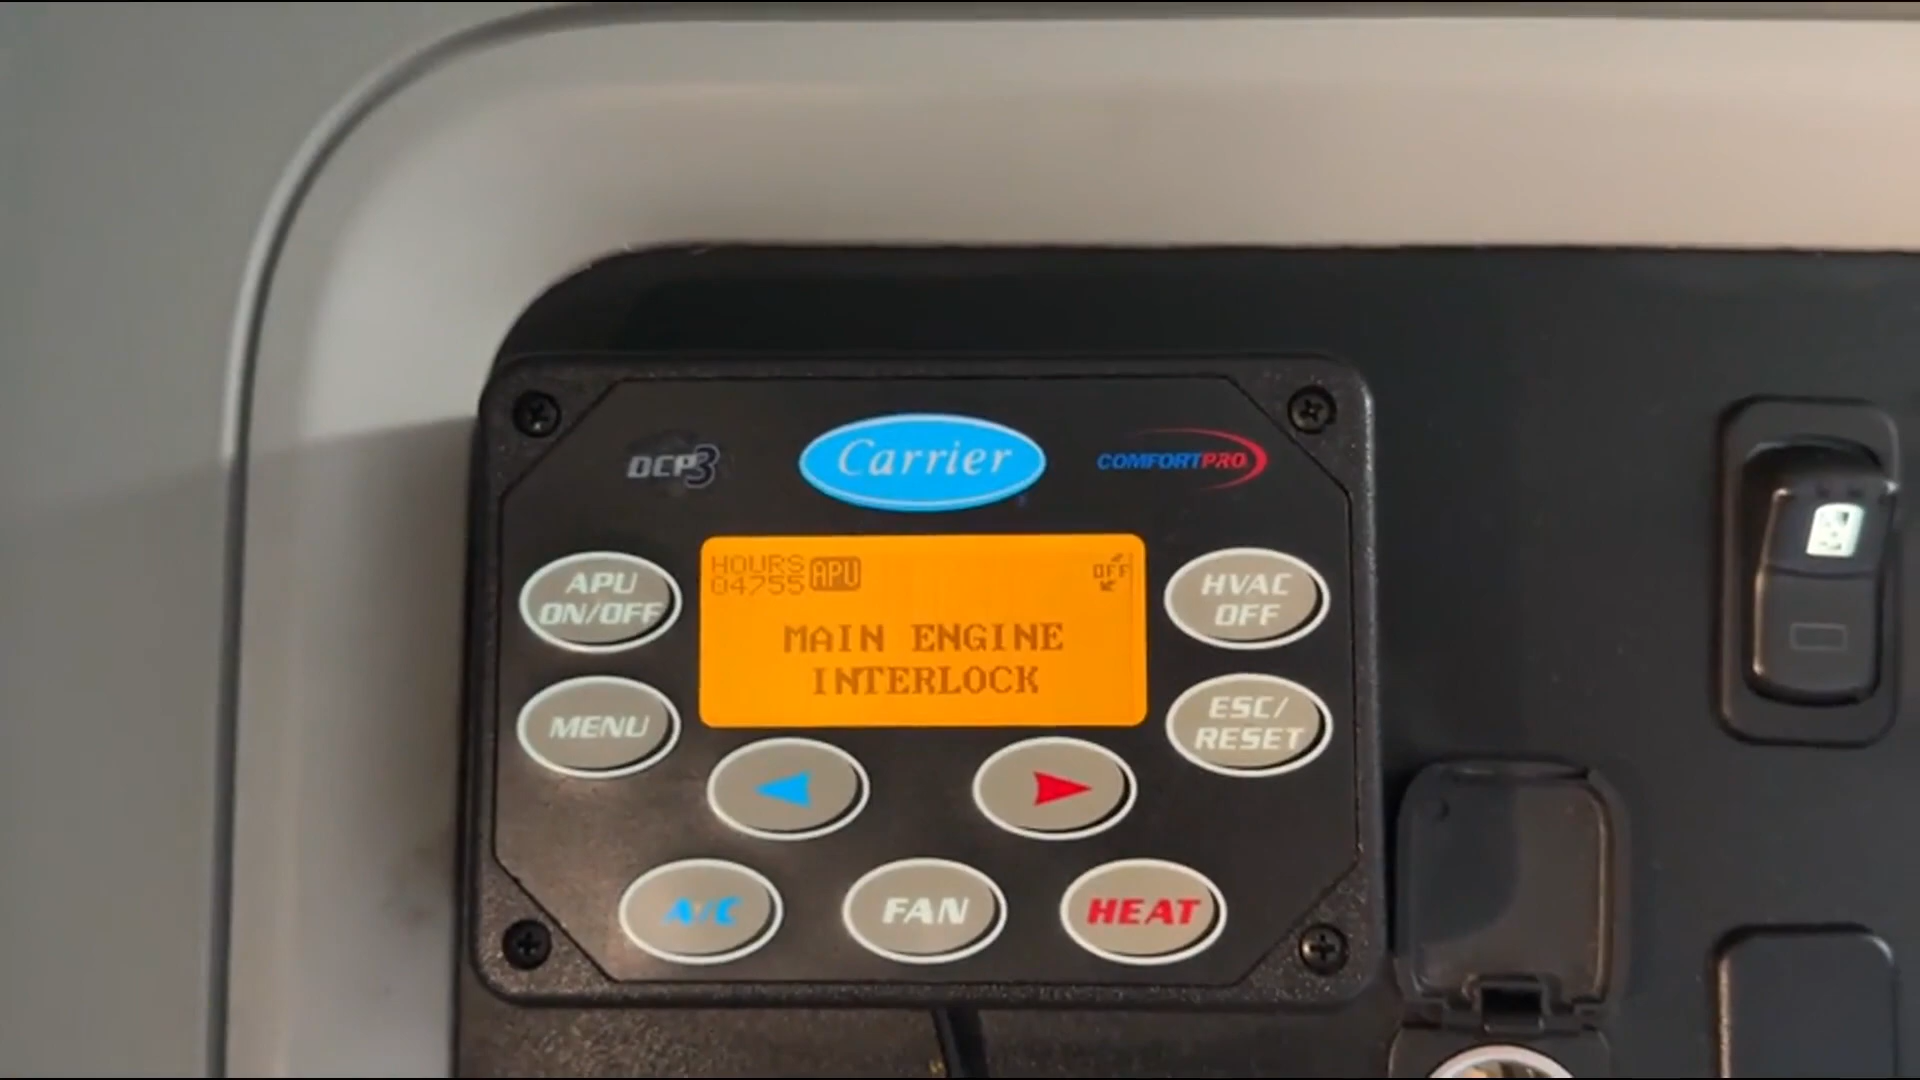 DCP3
Carrier
COMFORTPRO
HOURS
04755
APU
OFF
MAIN ENGINE
INTERLOCK
APU
ON/OFF
HVAC
OFF
MENU
ESC/
RESET
A/C
FAN
HEAT